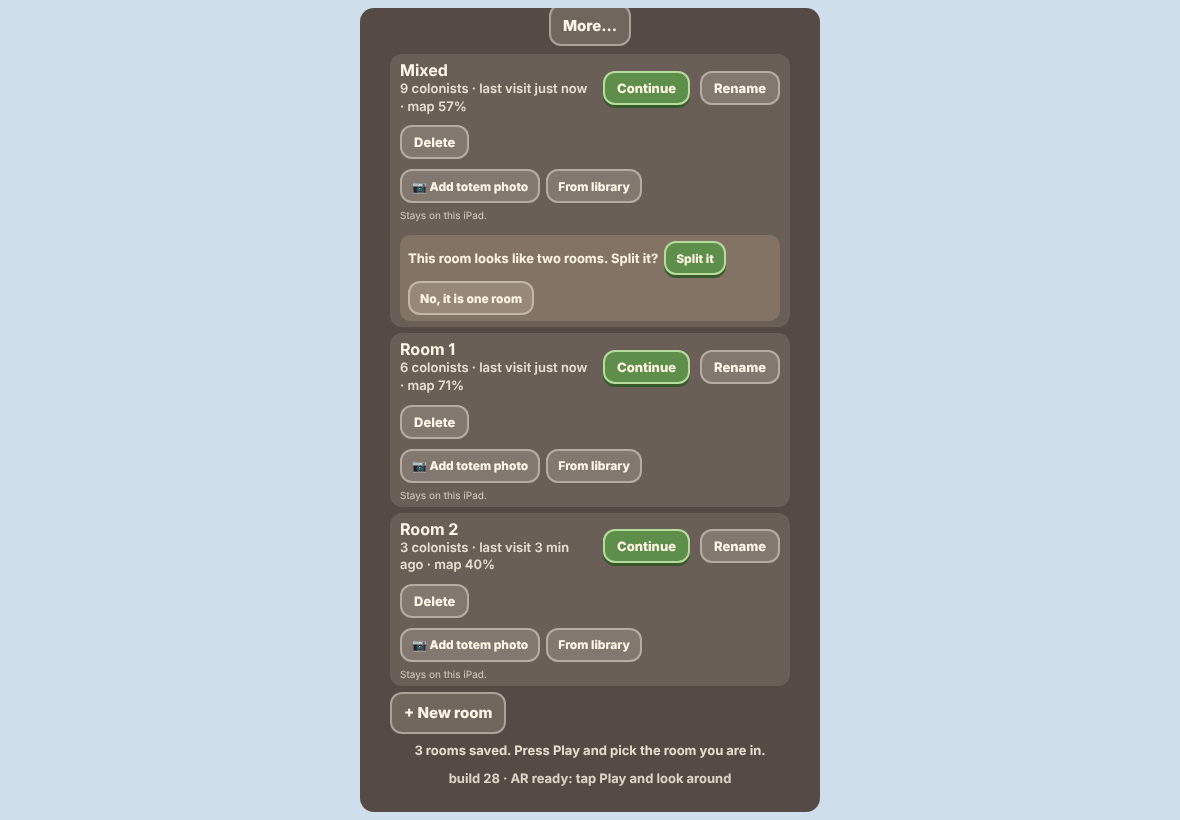 More...
Mixed
9 colonists · last visit just now
· map 57%
Continue
Rename
Delete
📷 Add totem photo
From library
Stays on this iPad.
This room looks like two rooms. Split it?
Split it
No, it is one room
Room 1
6 colonists · last visit just now
· map 71%
Continue
Rename
Delete
📷 Add totem photo
From library
Stays on this iPad.
Room 2
3 colonists · last visit 3 min
ago · map 40%
Continue
Rename
Delete
📷 Add totem photo
From library
Stays on this iPad.
+ New room
3 rooms saved. Press Play and pick the room you are in.
build 28 · AR ready: tap Play and look around